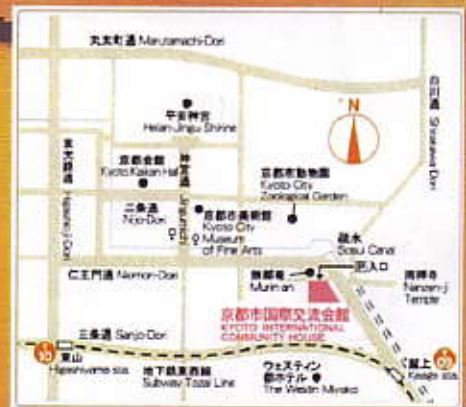 丸太町通 Marutamachi-Dori
白川通 Shirakawa Dori
N
平安神宮
Heian Jingu Shrine
東大路通 Higashioji Dori
京都会館
Kyoto Kaikan Hall
神宮道 Jingumichi
京都市動物園
Kyoto City
Zoological Garden
二条通
Nijo-Dori
京都市美術館
Kyoto City
Museum
of Fine Arts
疏水
Sosui Canal
仁王門通 Niomon-Dori
無鄰菴
Murin-an
入口
南禅寺
Nanzen-ji
Temple
京都市国際交流会館
KYOTO INTERNATIONAL
COMMUNITY HOUSE
三条通 Sanjo-Dori
10
東山
Higashiyama sta.
地下鉄東西線
Subway Tozai Line
ウェスティン
都ホテル
The Westin Miyako
09
蹴上
Keage sta.